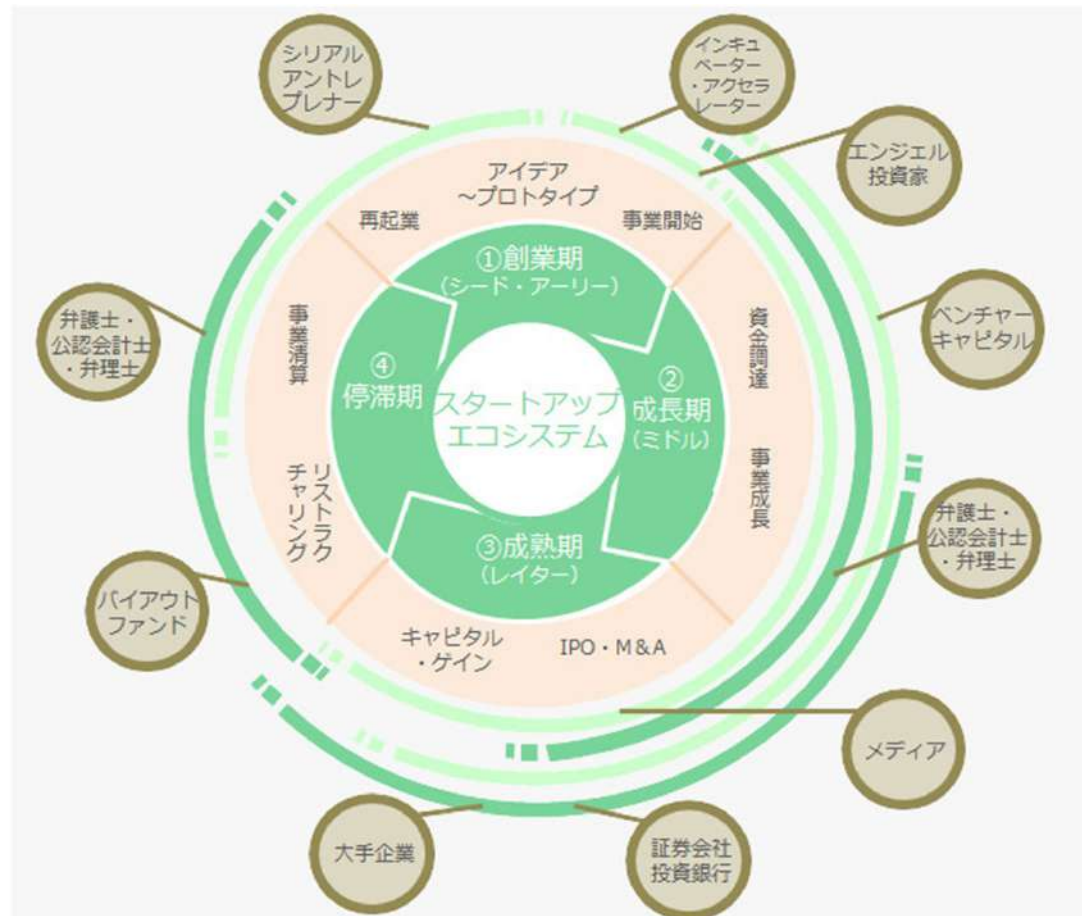 シリアル
アントレ
プレナー
インキュ
ベーター
・アクセラ
レーター
エンジェル
投資家
ベンチャー
キャピタル
弁護士・
公認会計士
・弁理士
メディア
証券会社
投資銀行
大手企業
バイアウト
ファンド
弁護士・
公認会計士
・弁理士
アイデア
～プロトタイプ
再起業
事業開始
資金調達
事業成長
IPO・M&A
キャピタル
・ゲイン
リストラク
チャリング
事業清算
①創業期
（シード・アーリー）
②
成長期
（ミドル）
③成熟期
（レイター）
④
停滞期
スタートアップ
エコシステム